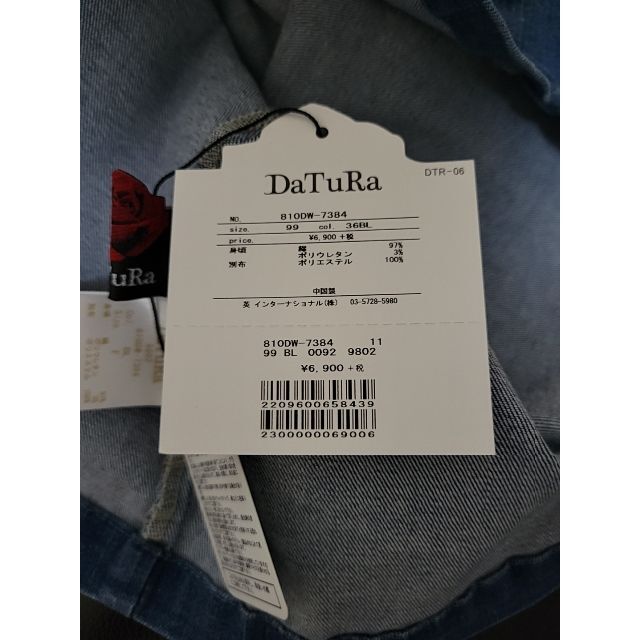 DaTuRa
DTR-06
NO. 810DW-7384
size. 99 col. 36BL
price. ¥6,900+税
身頃 綿 97%
ポリウレタン 3%
別布 ポリエステル 100%
中国製
英 インターナショナル(株) 03-5728-5980
810DW-7384 11
99 BL 0092 9802
¥6,900+税
2209600658439
2300000069006
tuRa